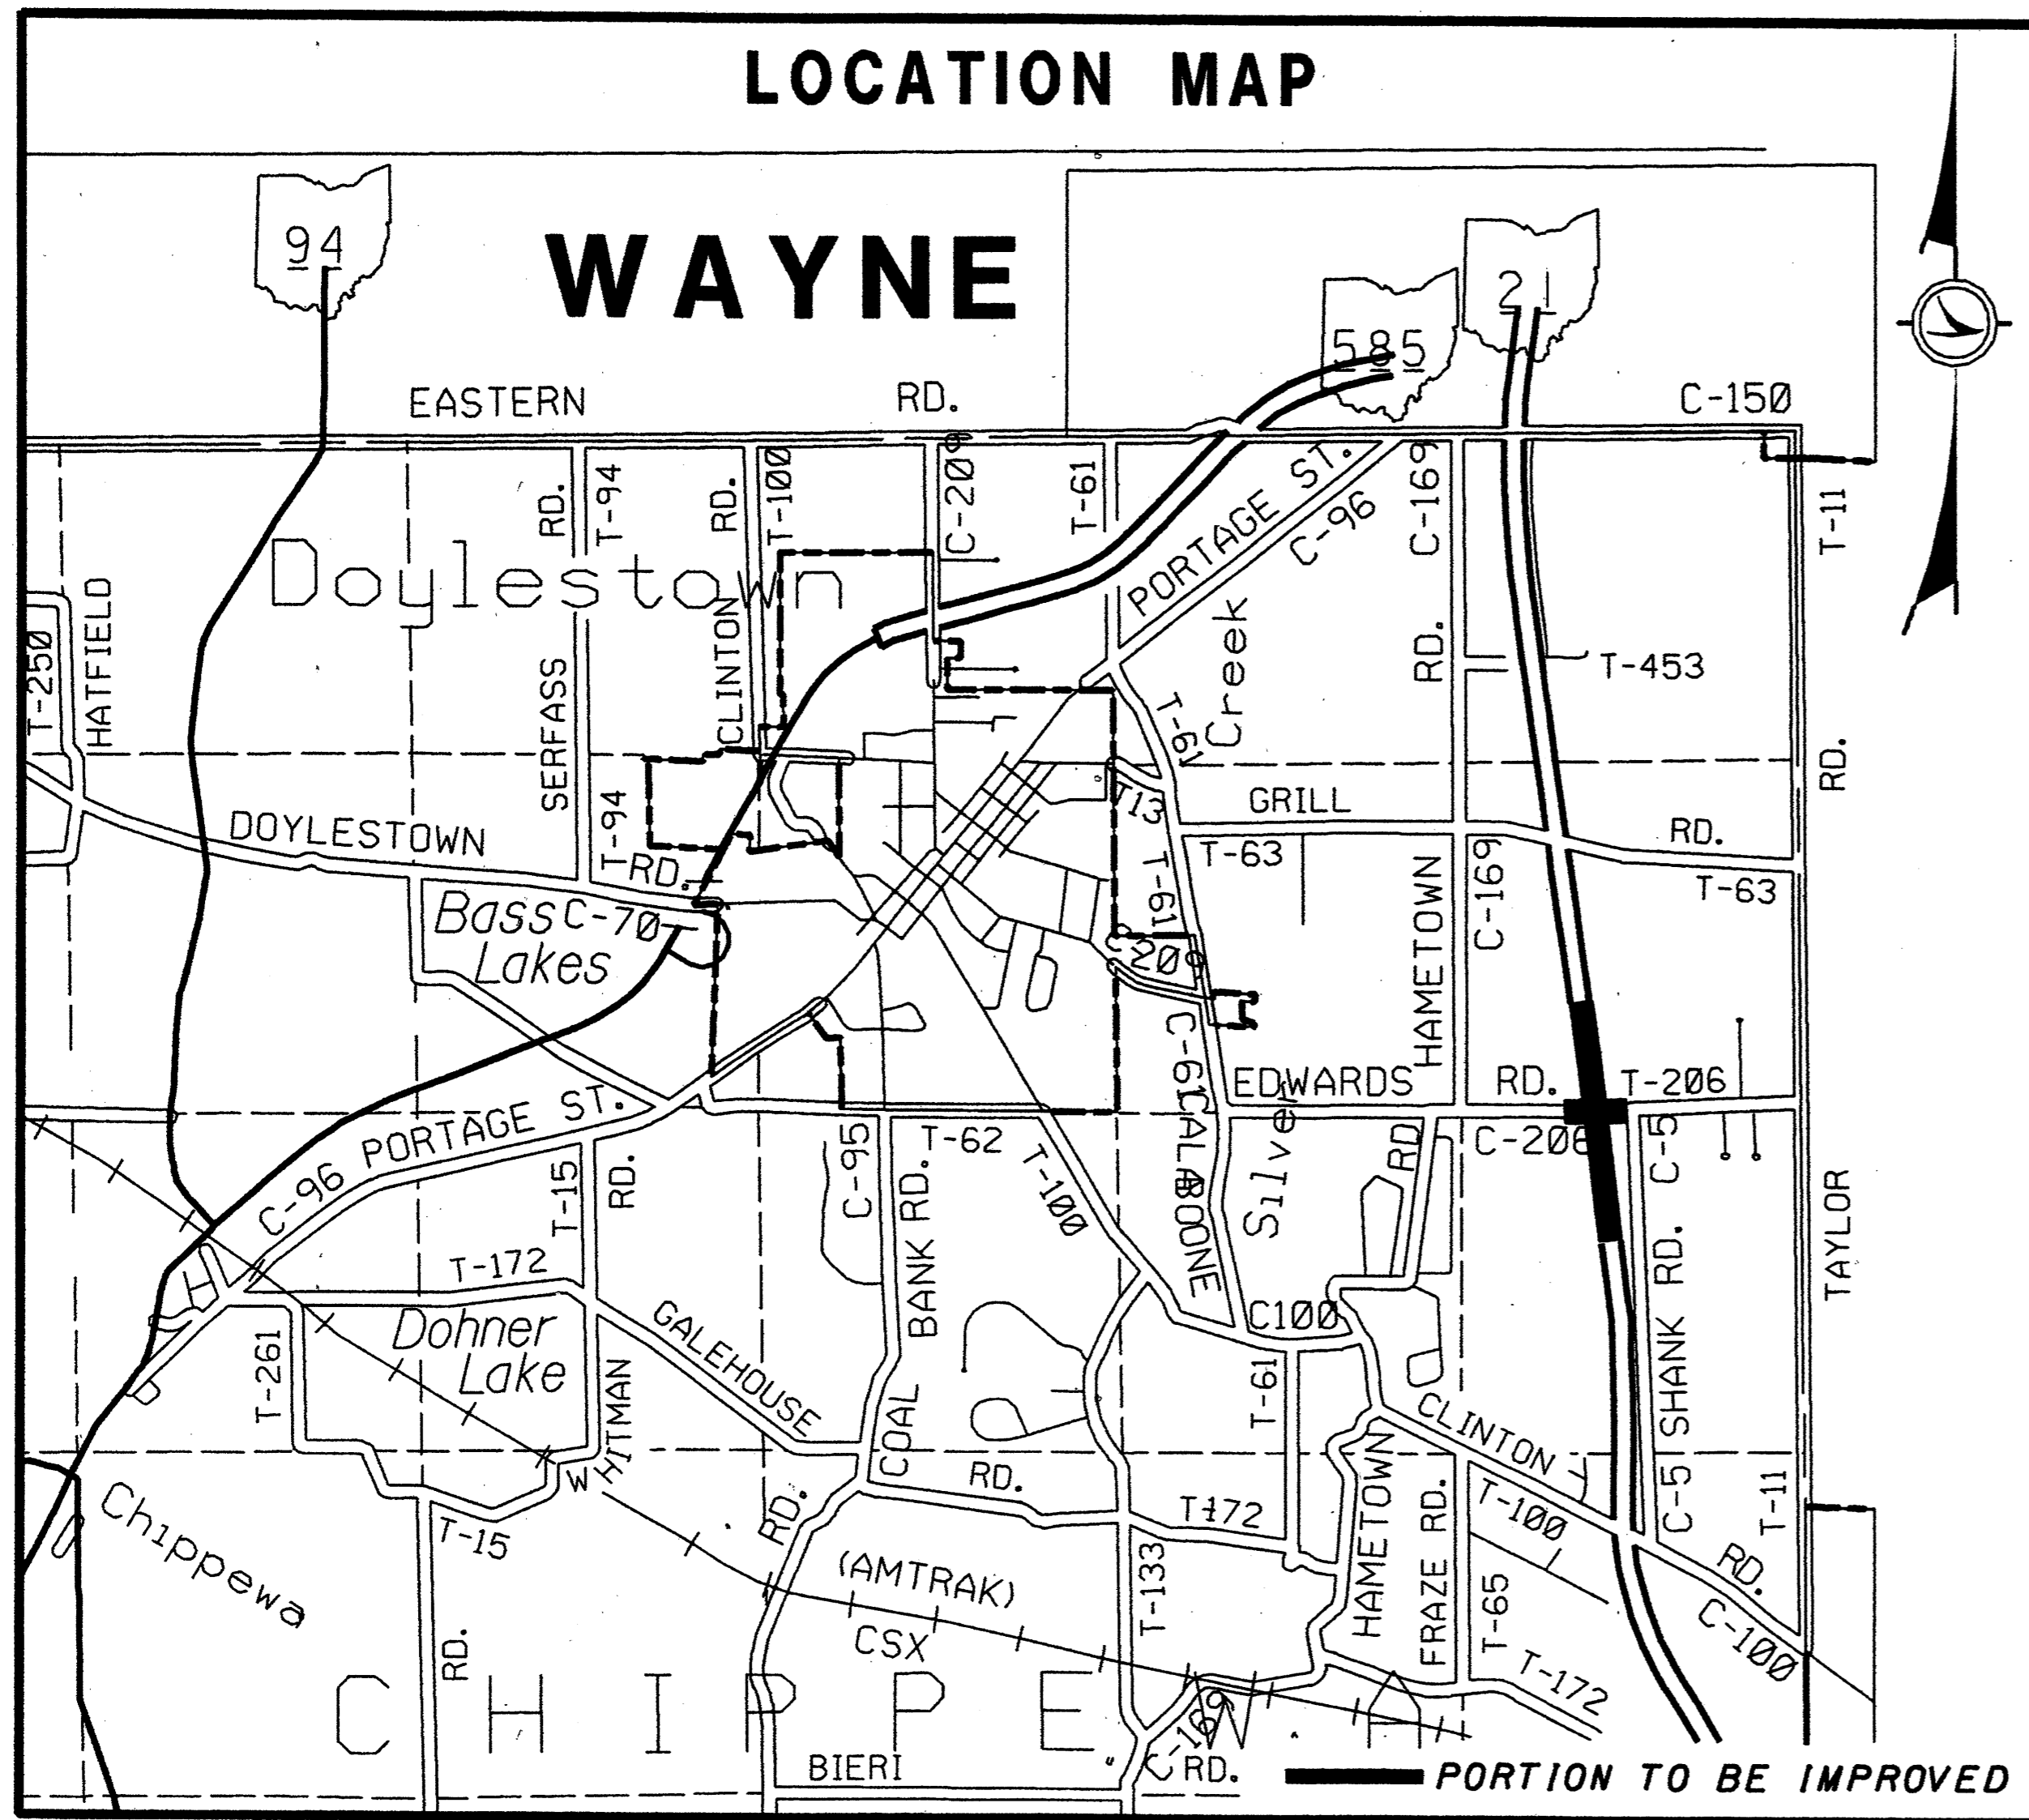 LOCATION MAP
94
WAYNE
585
21
EASTERN RD.
C-150
RD.
T-94
RD.
T-100
C-209
T-61
PORTAGE ST.
C-96
C-169
T-11
Doylestown
T-250
HATFIELD
SERFASS
CLINTON
Creek
RD.
T-453
T-61
RD.
DOYLESTOWN
T-94
RD.
T13
GRILL
RD.
T-63
T-63
Bass
Lakes
C-70
T-61
HAMETOWN
C-169
C-61
CALABOONE
EDWARDS
RD.
T-206
C-206
C-5
Silver
RD
C-96 PORTAGE ST.
T-15
RD.
C-95
T-62
T-100
BANK RD.
T-172
TAYLOR
SHANK RD.
C100
Dohner
Lake
T-261
GALEHOUSE
WHITMAN
COAL
T-61
CLINTON
RD.
HAMETOWN
FRAZE RD.
C-5
T-11
T-100
Chippewa
T-15
RD.
T172
RD.
(AMTRAK)
CSX
T-133
T-65
RD.
C-100
T-172
CHIPPEWA
C-169
BIERI
RD.
PORTION TO BE IMPROVED